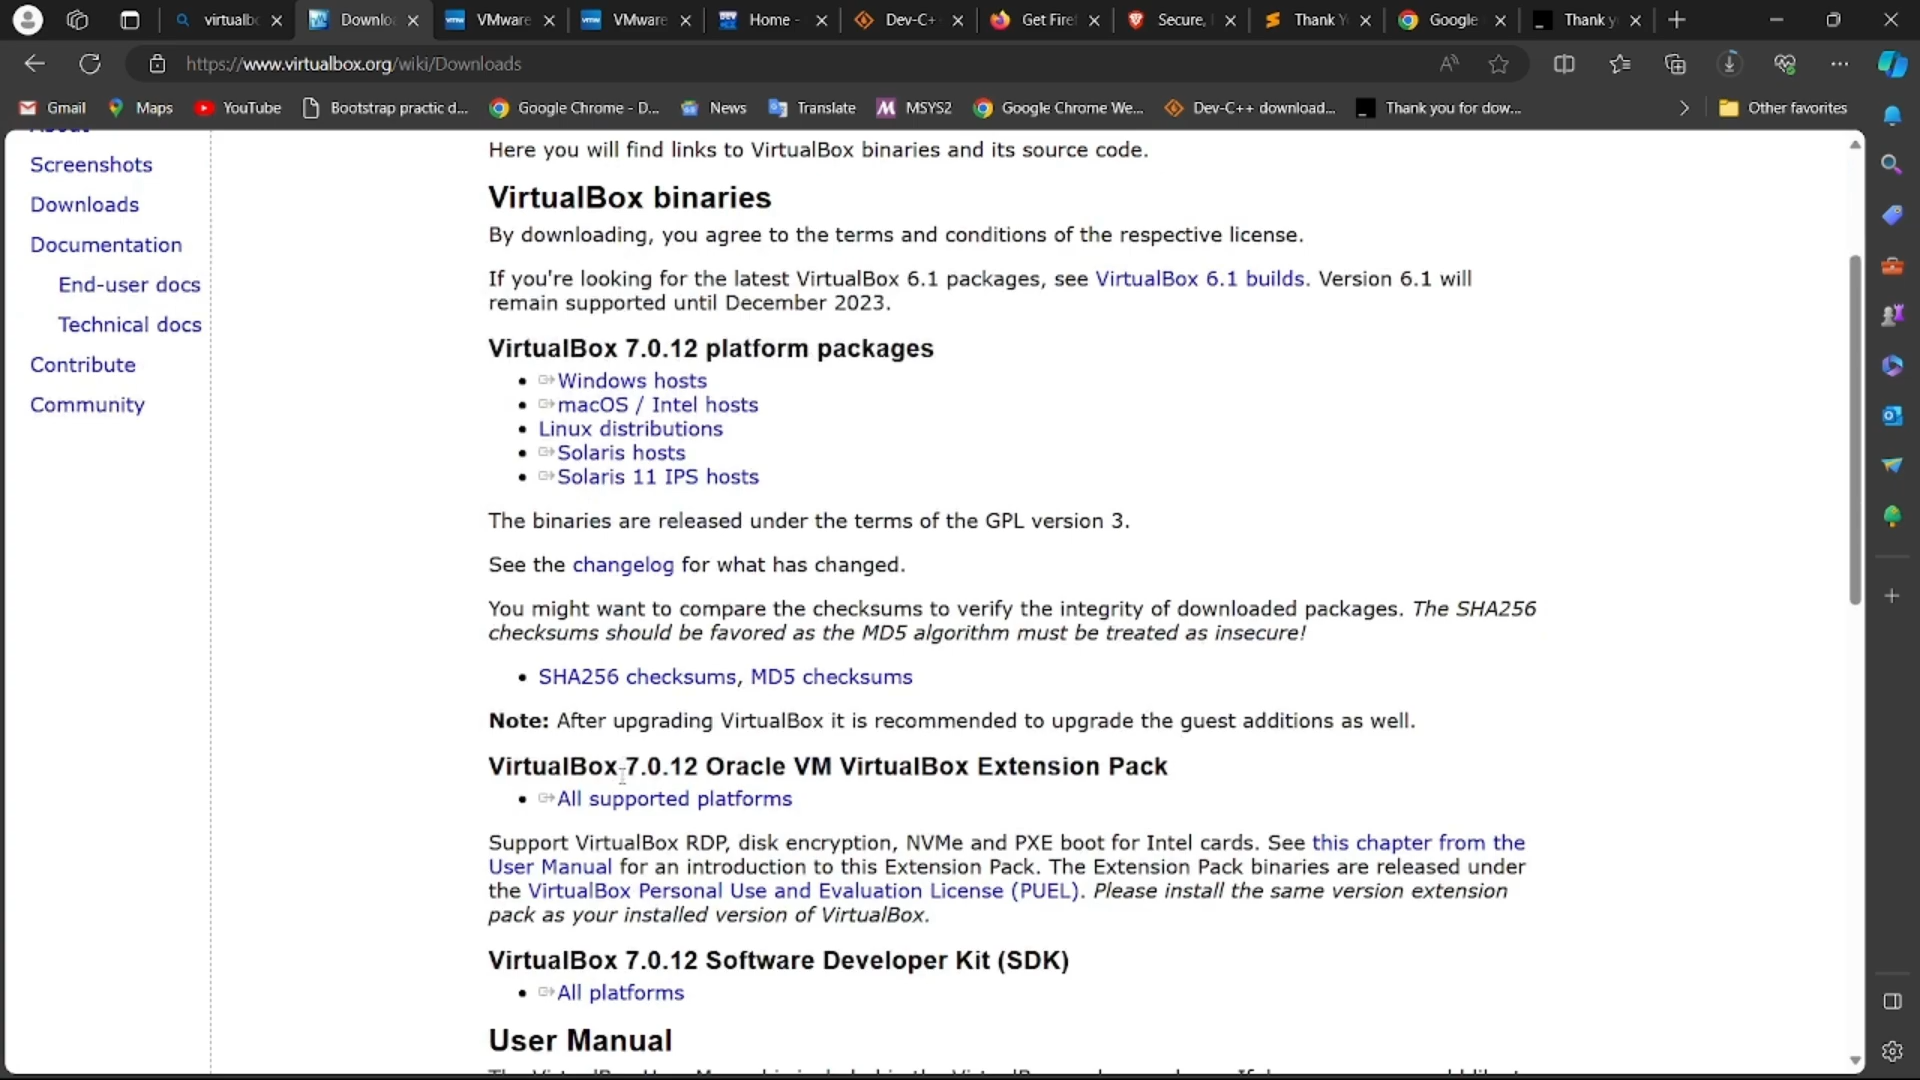 virtualb
Downlo
VMware
VMware
Home -
Dev-C+
Get Fire
Secure,
Thank Y
Google
Thank y
https://www.virtualbox.org/wiki/Downloads
Gmail
Maps
YouTube
Bootstrap practic d...
Google Chrome - D...
News
Translate
MSYS2
Google Chrome We...
Dev-C++ download...
Thank you for dow...
Other favorites
About
Screenshots
Downloads
Documentation
End-user docs
Technical docs
Contribute
Community
Here you will find links to VirtualBox binaries and its source code.
VirtualBox binaries
By downloading, you agree to the terms and conditions of the respective license.
If you're looking for the latest VirtualBox 6.1 packages, see VirtualBox 6.1 builds. Version 6.1 will
remain supported until December 2023.
VirtualBox 7.0.12 platform packages
Windows hosts
macOS / Intel hosts
Linux distributions
Solaris hosts
Solaris 11 IPS hosts
The binaries are released under the terms of the GPL version 3.
See the changelog for what has changed.
You might want to compare the checksums to verify the integrity of downloaded packages. The SHA256
checksums should be favored as the MD5 algorithm must be treated as insecure!
SHA256 checksums, MD5 checksums
Note: After upgrading VirtualBox it is recommended to upgrade the guest additions as well.
VirtualBox 7.0.12 Oracle VM VirtualBox Extension Pack
All supported platforms
Support VirtualBox RDP, disk encryption, NVMe and PXE boot for Intel cards. See this chapter from the
User Manual for an introduction to this Extension Pack. The Extension Pack binaries are released under
the VirtualBox Personal Use and Evaluation License (PUEL). Please install the same version extension
pack as your installed version of VirtualBox.
VirtualBox 7.0.12 Software Developer Kit (SDK)
All platforms
User Manual